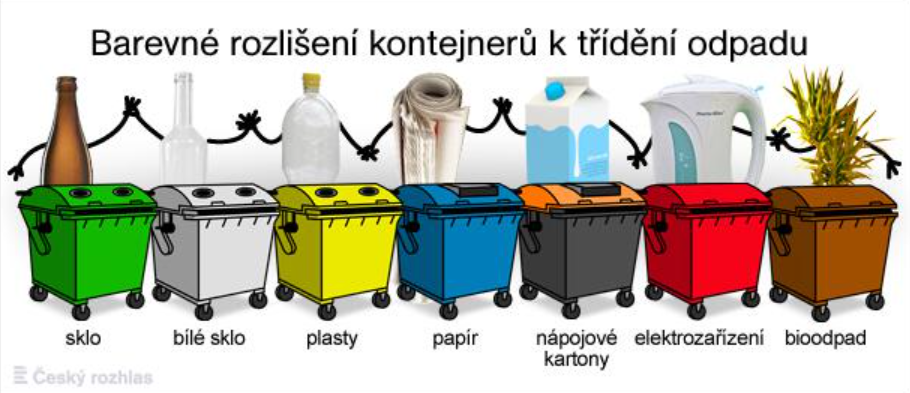 Barevné rozlišení kontejnerů k třídění odpadu
sklo
bílé sklo
plasty
papír
nápojové
kartony
elektrozařízení
bioodpad
Český rozhlas